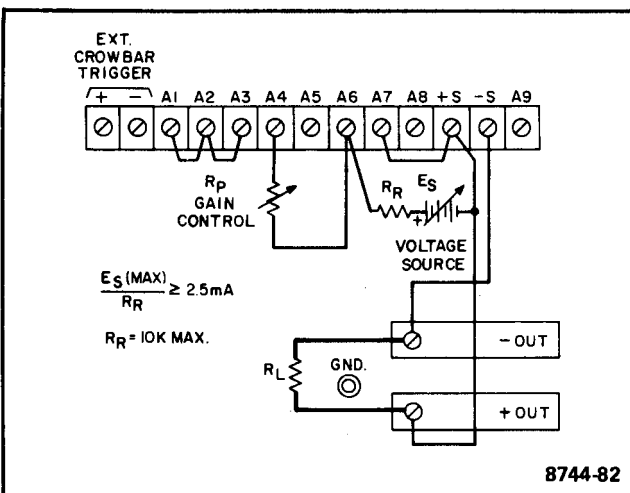 EXT.
CROWBAR
TRIGGER
+ - A1 A2 A3 A4 A5 A6 A7 A8 +S -S A9
RP
GAIN
CONTROL
RR
ES
+
VOLTAGE
SOURCE
ES(MAX)
RR
≥ 2.5mA
RR = 10K MAX.
- OUT
RL
GND.
+ OUT
8744-82